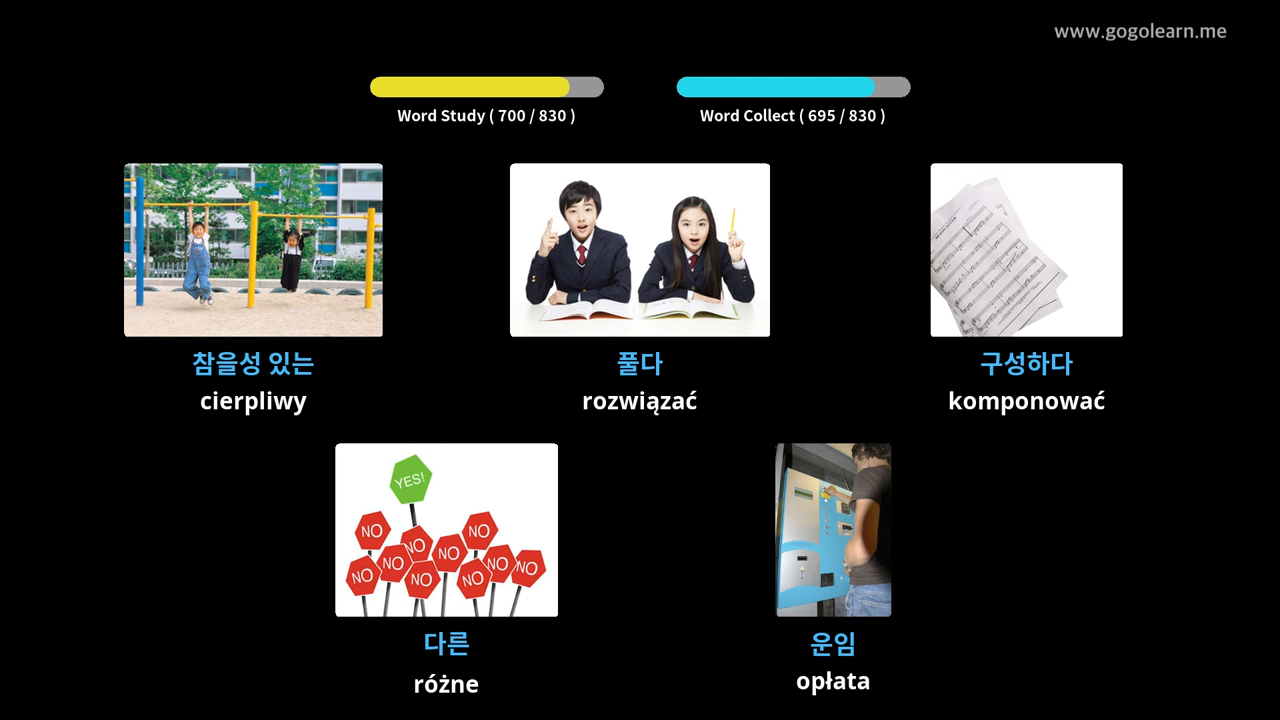 www.gogolearn.me
Word Study ( 700 / 830 )
Word Collect ( 695 / 830 )
참을성 있는
cierpliwy
풀다
rozwiązać
구성하다
komponować
YES!
NO
NO
NO
NO
NO
NO
NO
NO
NO
NO
다른
różne
운임
opłata